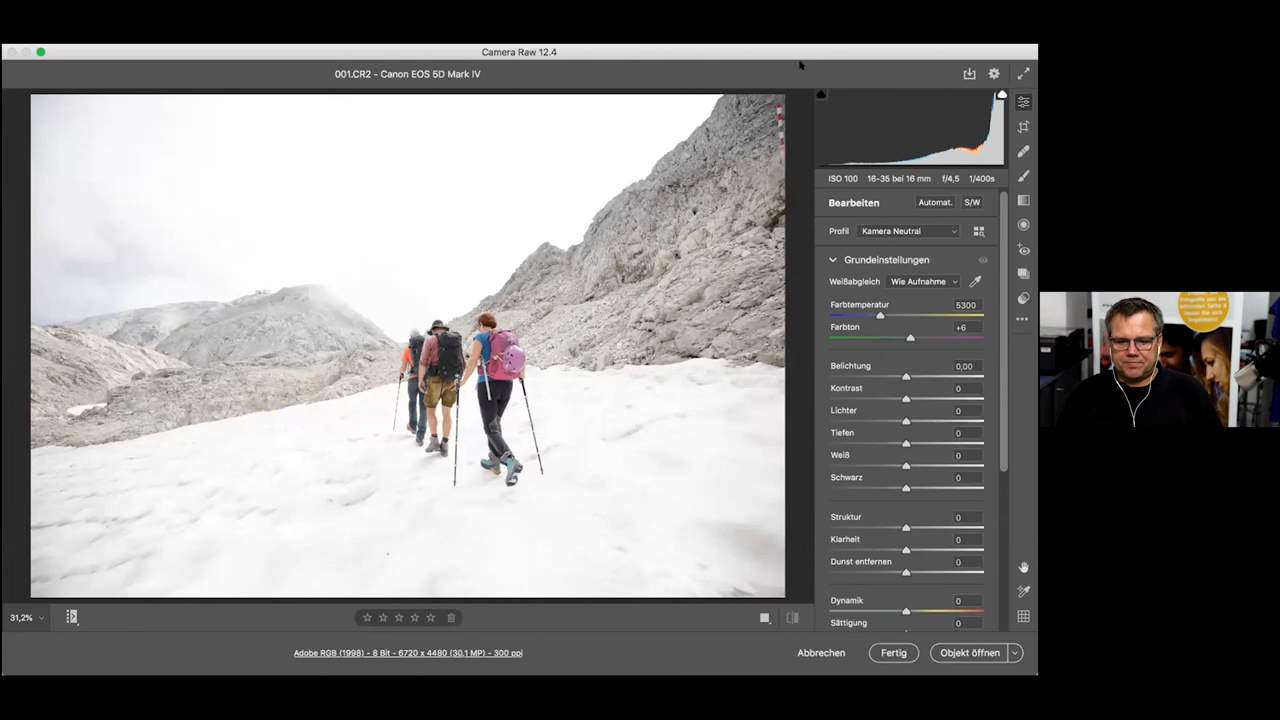 Camera Raw 12.4
001.CR2 - Canon EOS 5D Mark IV
ISO 100 16-35 bei 16 mm f/4,5 1/400s
Bearbeiten Automat. S/W
Profil Kamera Neutral
Grundeinstellungen
Weißabgleich Wie Aufnahme
Farbtemperatur 5300
Farbton +6
Belichtung 0,00
Kontrast 0
Lichter 0
Tiefen 0
Weiß 0
Schwarz 0
Struktur 0
Klarheit 0
Dunst entfernen 0
Dynamik 0
Sättigung 0
31,2%
Adobe RGB (1998) - 8 Bit - 6720 x 4480 (30,1 MP) - 300 ppi
Abbrechen Fertig Objekt öffnen